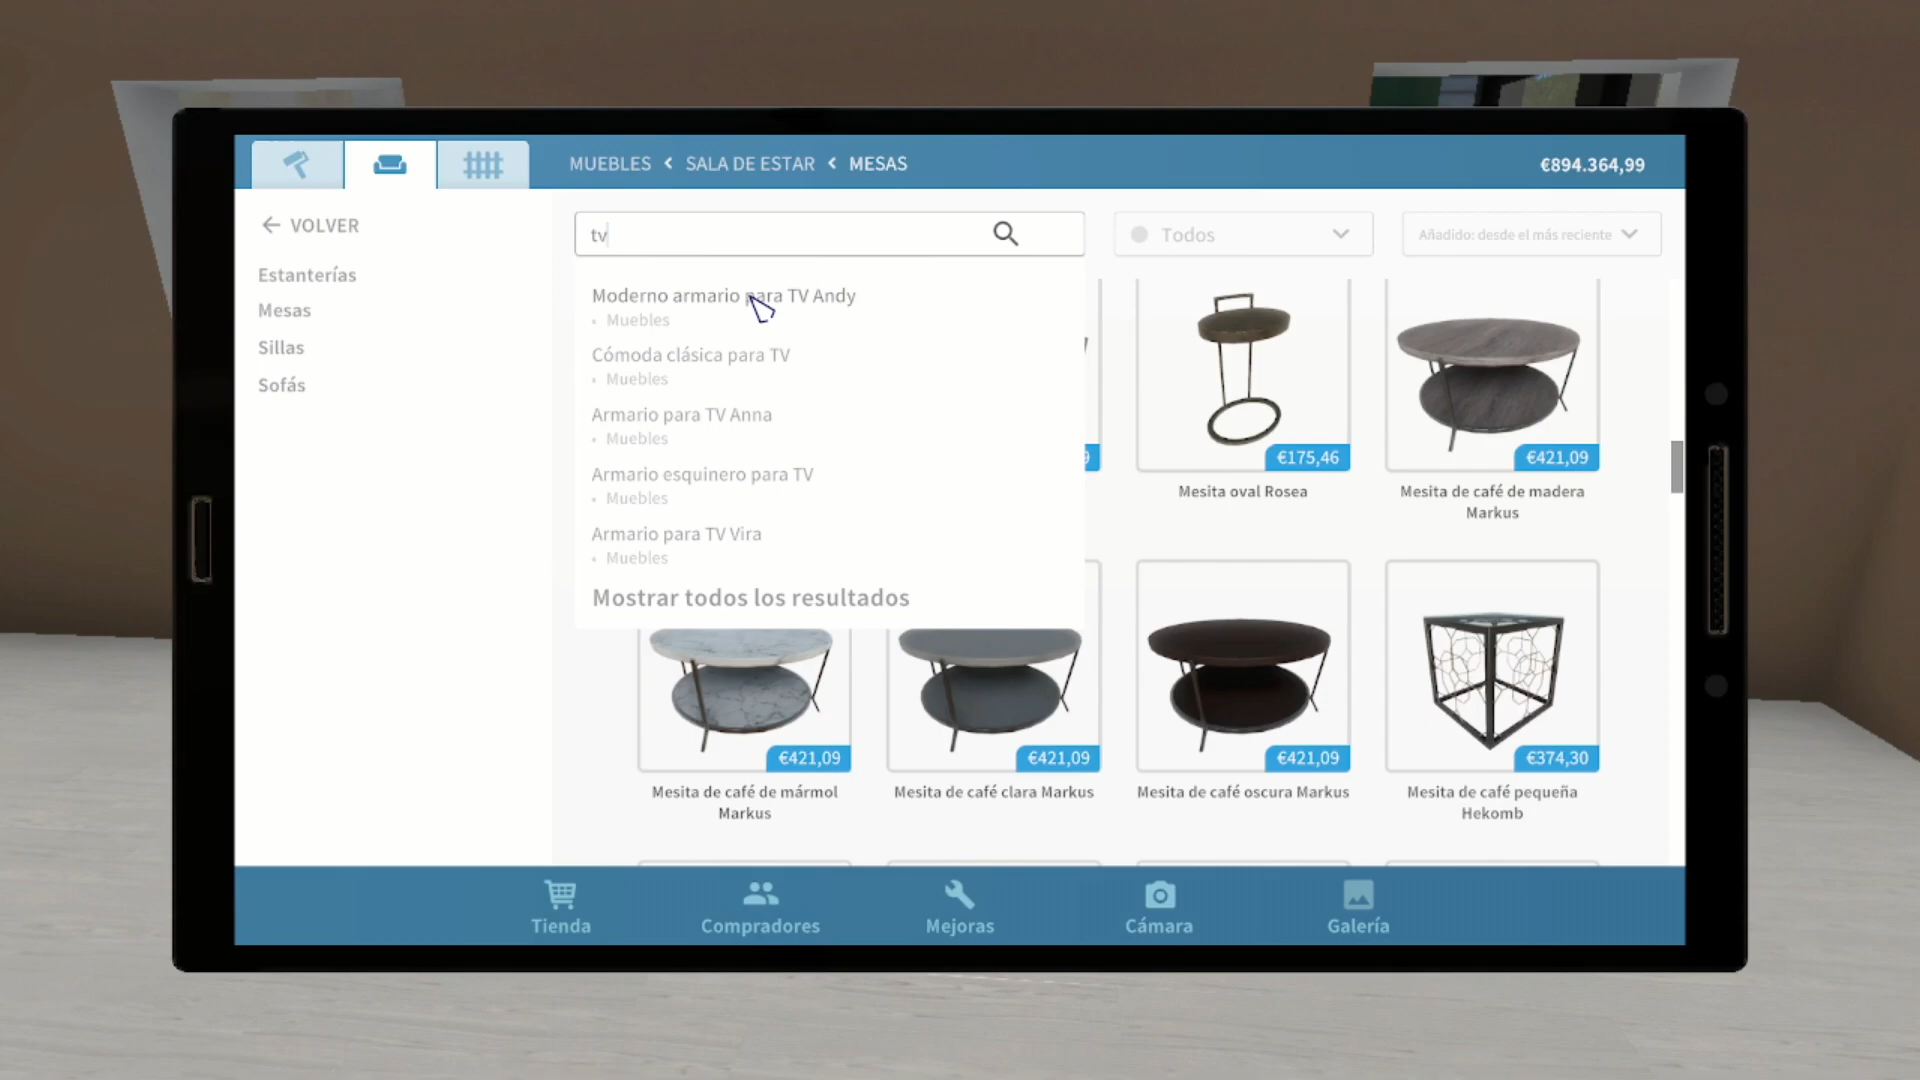 MUEBLES < SALA DE ESTAR < MESAS
€894.364,99
VOLVER
Estanterías
Mesas
Sillas
Sofás
tv
Todos
Añadido: desde el más reciente
Moderno armario para TV Andy
• Muebles
Cómoda clásica para TV
• Muebles
Armario para TV Anna
• Muebles
Armario esquinero para TV
• Muebles
Armario para TV Vira
• Muebles
Mostrar todos los resultados
9
€175,46
€421,09
Mesita oval Rosea
Mesita de café de madera
Markus
€421,09
€421,09
€421,09
€374,30
Mesita de café de mármol
Markus
Mesita de café clara Markus
Mesita de café oscura Markus
Mesita de café pequeña
Hekomb
Tienda
Compradores
Mejoras
Cámara
Galería